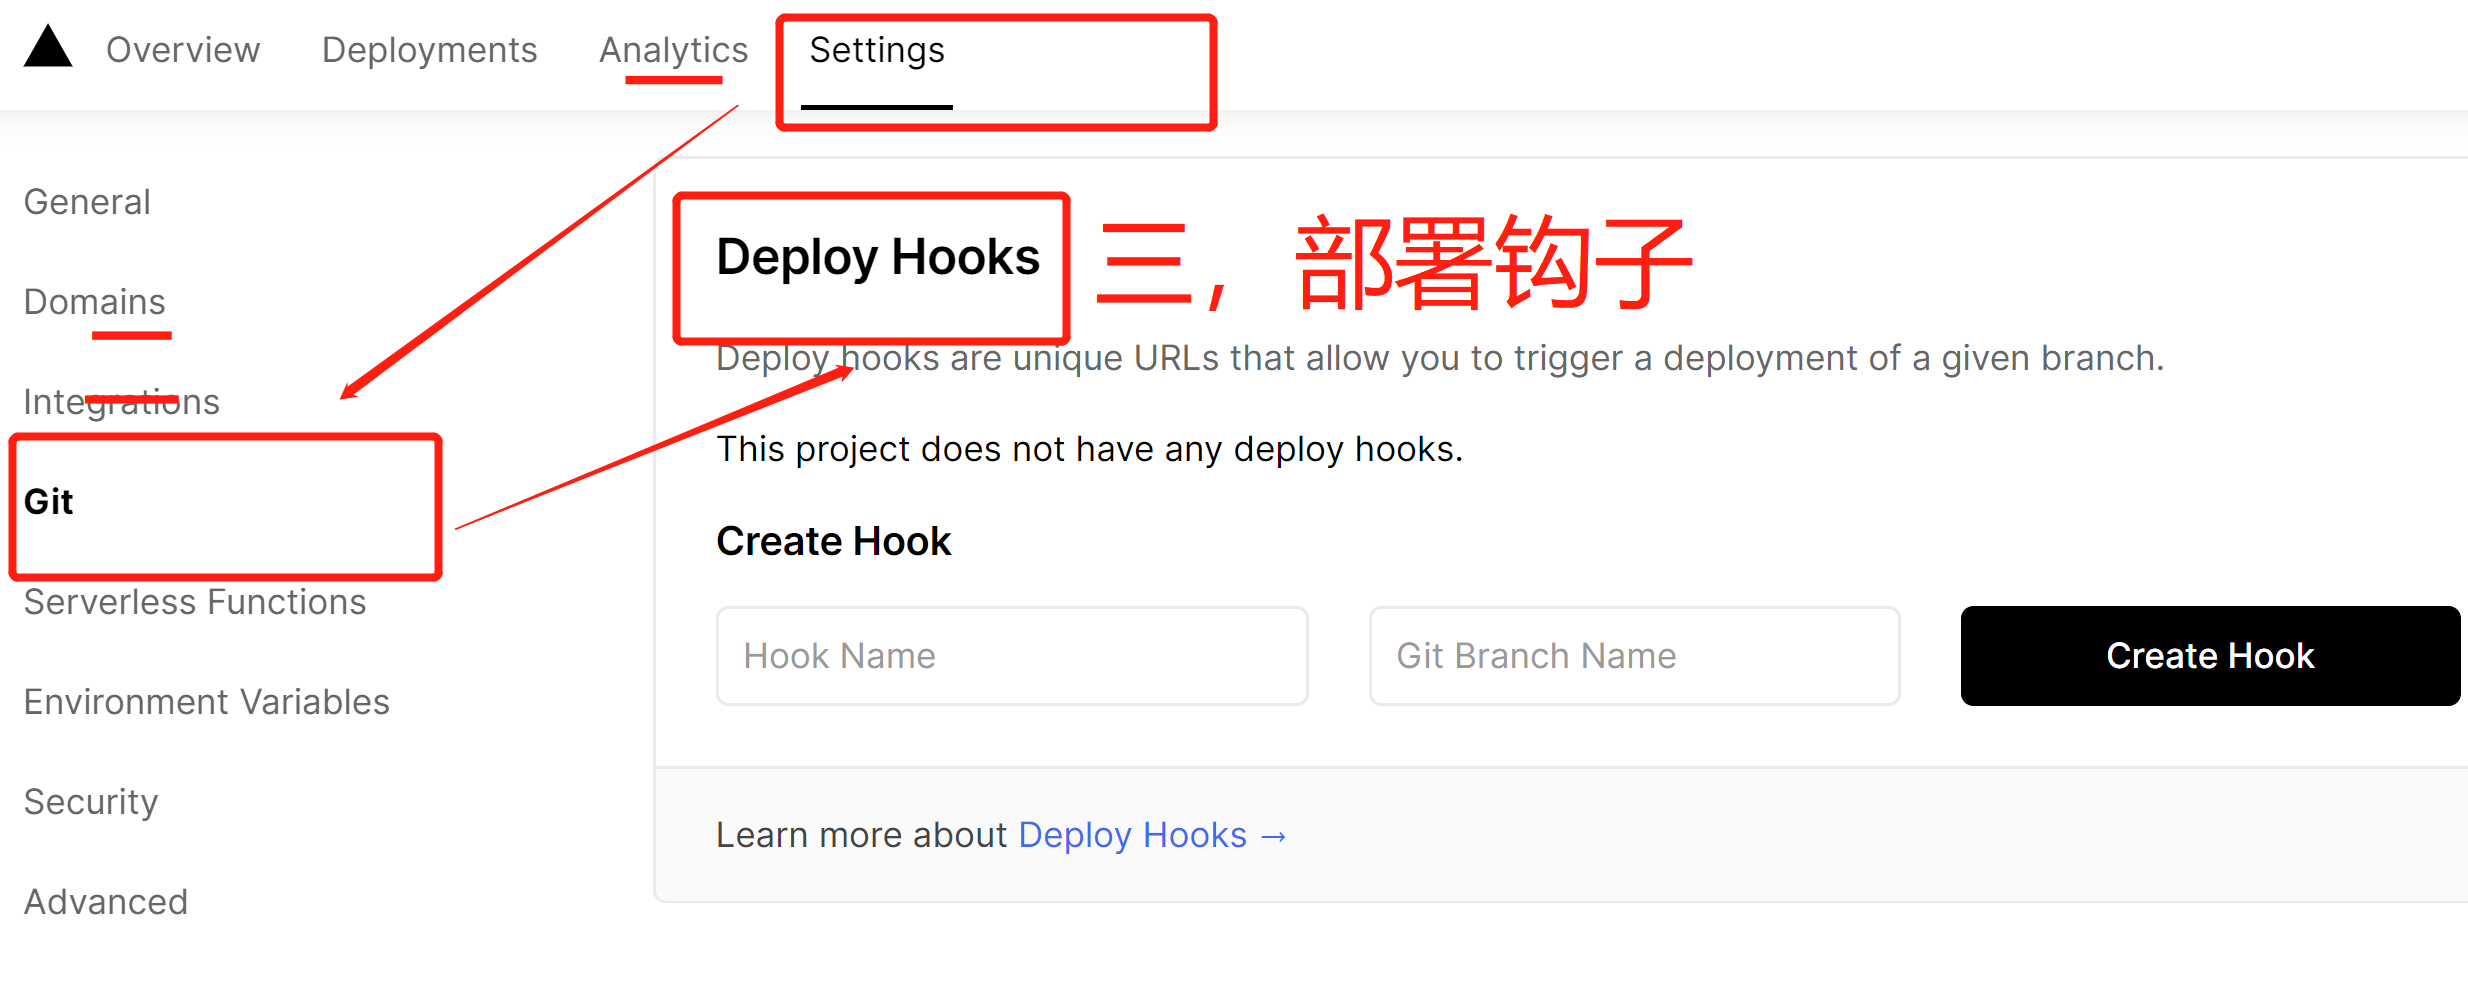 Overview Deployments Analytics Settings
General
Domains
Integrations
Git
Serverless Functions
Environment Variables
Security
Advanced
Deploy Hooks 三，部署钩子
Deploy hooks are unique URLs that allow you to trigger a deployment of a given branch.
This project does not have any deploy hooks.
Create Hook
Hook Name Git Branch Name Create Hook
Learn more about Deploy Hooks →